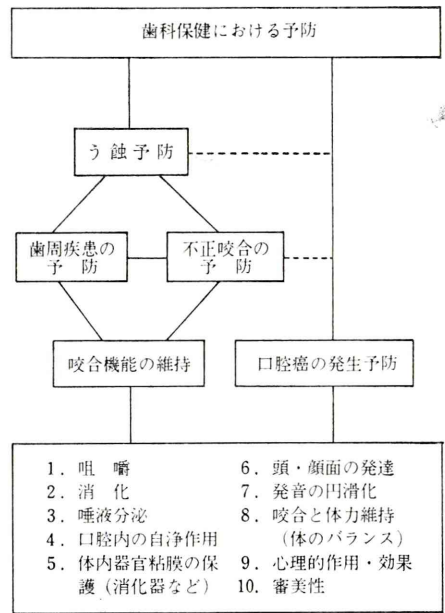 歯科保健における予防
う蝕予防
歯周疾患の
予防
不正咬合の
予防
咬合機能の維持
口腔癌の発生予防
1. 咀嚼
2. 消化
3. 唾液分泌
4. 口腔内の自浄作用
5. 体内器官粘膜の保
護（消化器など）
6. 頭・顔面の発達
7. 発音の円滑化
8. 咬合と体力維持
（体のバランス）
9. 心理的作用・効果
10. 審美性